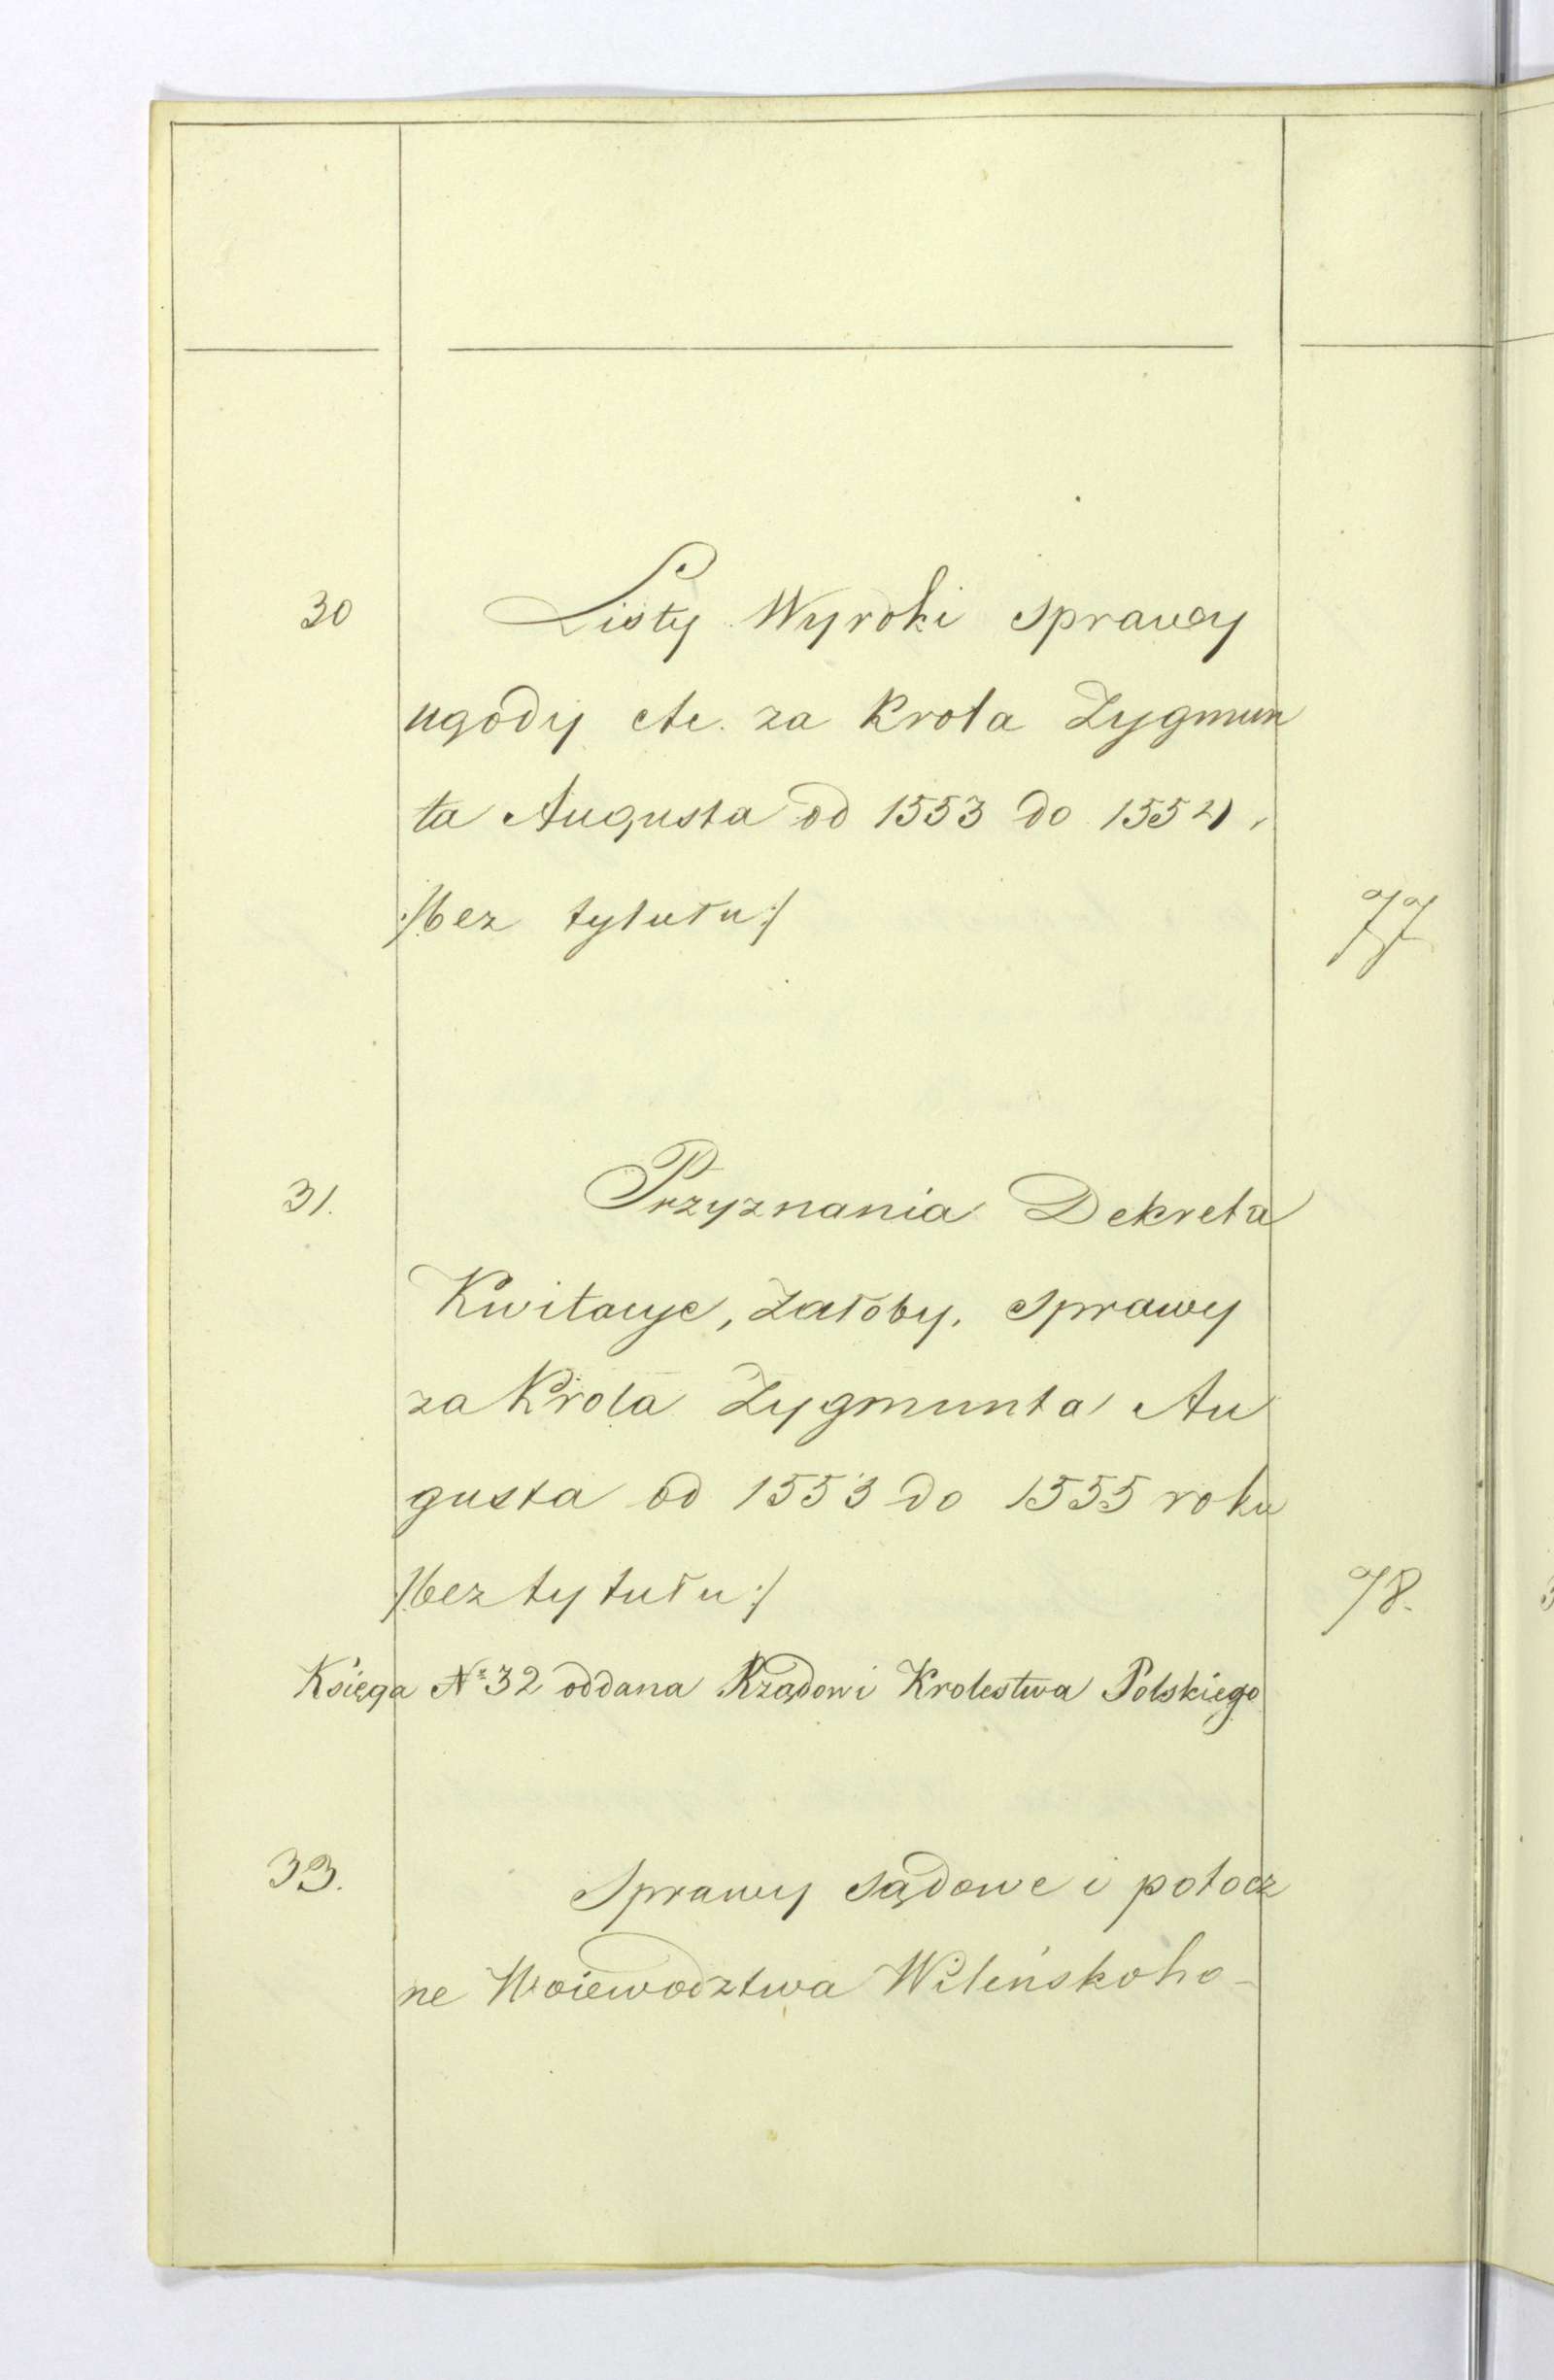 30 Listy Wyroki sprawy
ugody etc. za Krola Zygmun
ta Augusta od 1553 do 1554,
/:bez tytułu:/ 77
31. Przyznania Dekreta
Kwitacye, żałoby, sprawy
za Krola Zygmunta Au
gusta od 1553 do 1555 roku
/:bez tytułu:/ 78.
Księga No 32 oddana Rządowi Krolestwa Polskiego
33. Sprawy sądowe i potocz
ne Woiewodztwa Wileńskoho-